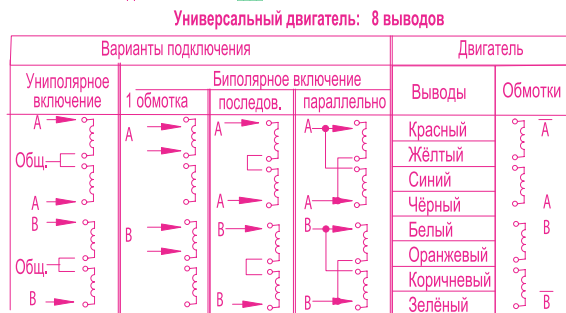 Универсальный двигатель: 8 выводов
Варианты подключения
Двигатель
Униполярное
включение
Биполярное включение
1 обмотка
последов.
параллельно
Выводы
Обмотки
A
Общ.
A
B
Общ.
B
A
B
A
A
B
B
A
A
B
B
Красный
Жёлтый
Синий
Чёрный
Белый
Оранжевый
Коричневый
Зелёный
A̅
A
B
B̅